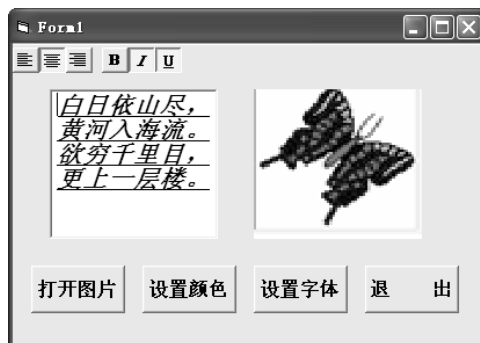 Form1
B I U
白日依山尽，
黄河入海流。
欲穷千里目，
更上一层楼。
打开图片 设置颜色 设置字体 退 出